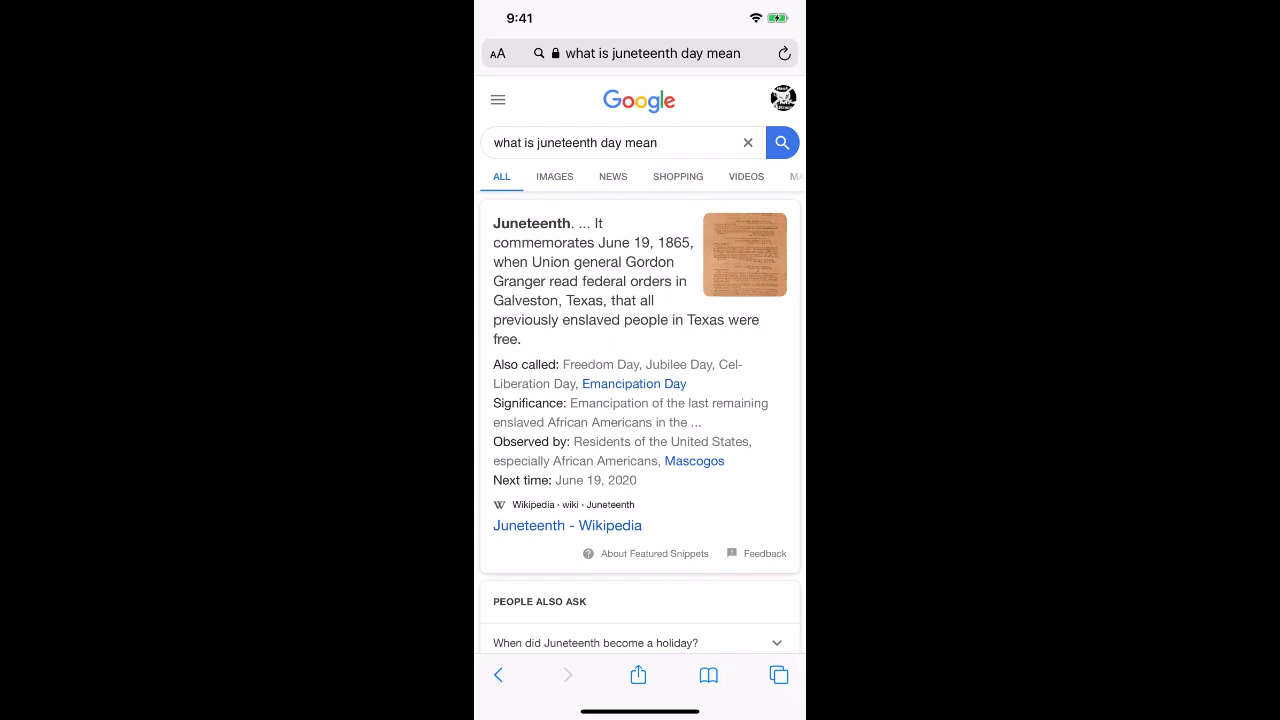 9:41
AA what is juneteenth day mean
Google
what is juneteenth day mean
ALL IMAGES NEWS SHOPPING VIDEOS MA
Juneteenth. ... It
commemorates June 19, 1865,
when Union general Gordon
Granger read federal orders in
Galveston, Texas, that all
previously enslaved people in Texas were
free.
Also called: Freedom Day, Jubilee Day, Cel-
Liberation Day, Emancipation Day
Significance: Emancipation of the last remaining
enslaved African Americans in the ...
Observed by: Residents of the United States,
especially African Americans, Mascogos
Next time: June 19, 2020
W Wikipedia › wiki › Juneteenth
Juneteenth - Wikipedia
About Featured Snippets Feedback
PEOPLE ALSO ASK
When did Juneteenth become a holiday?